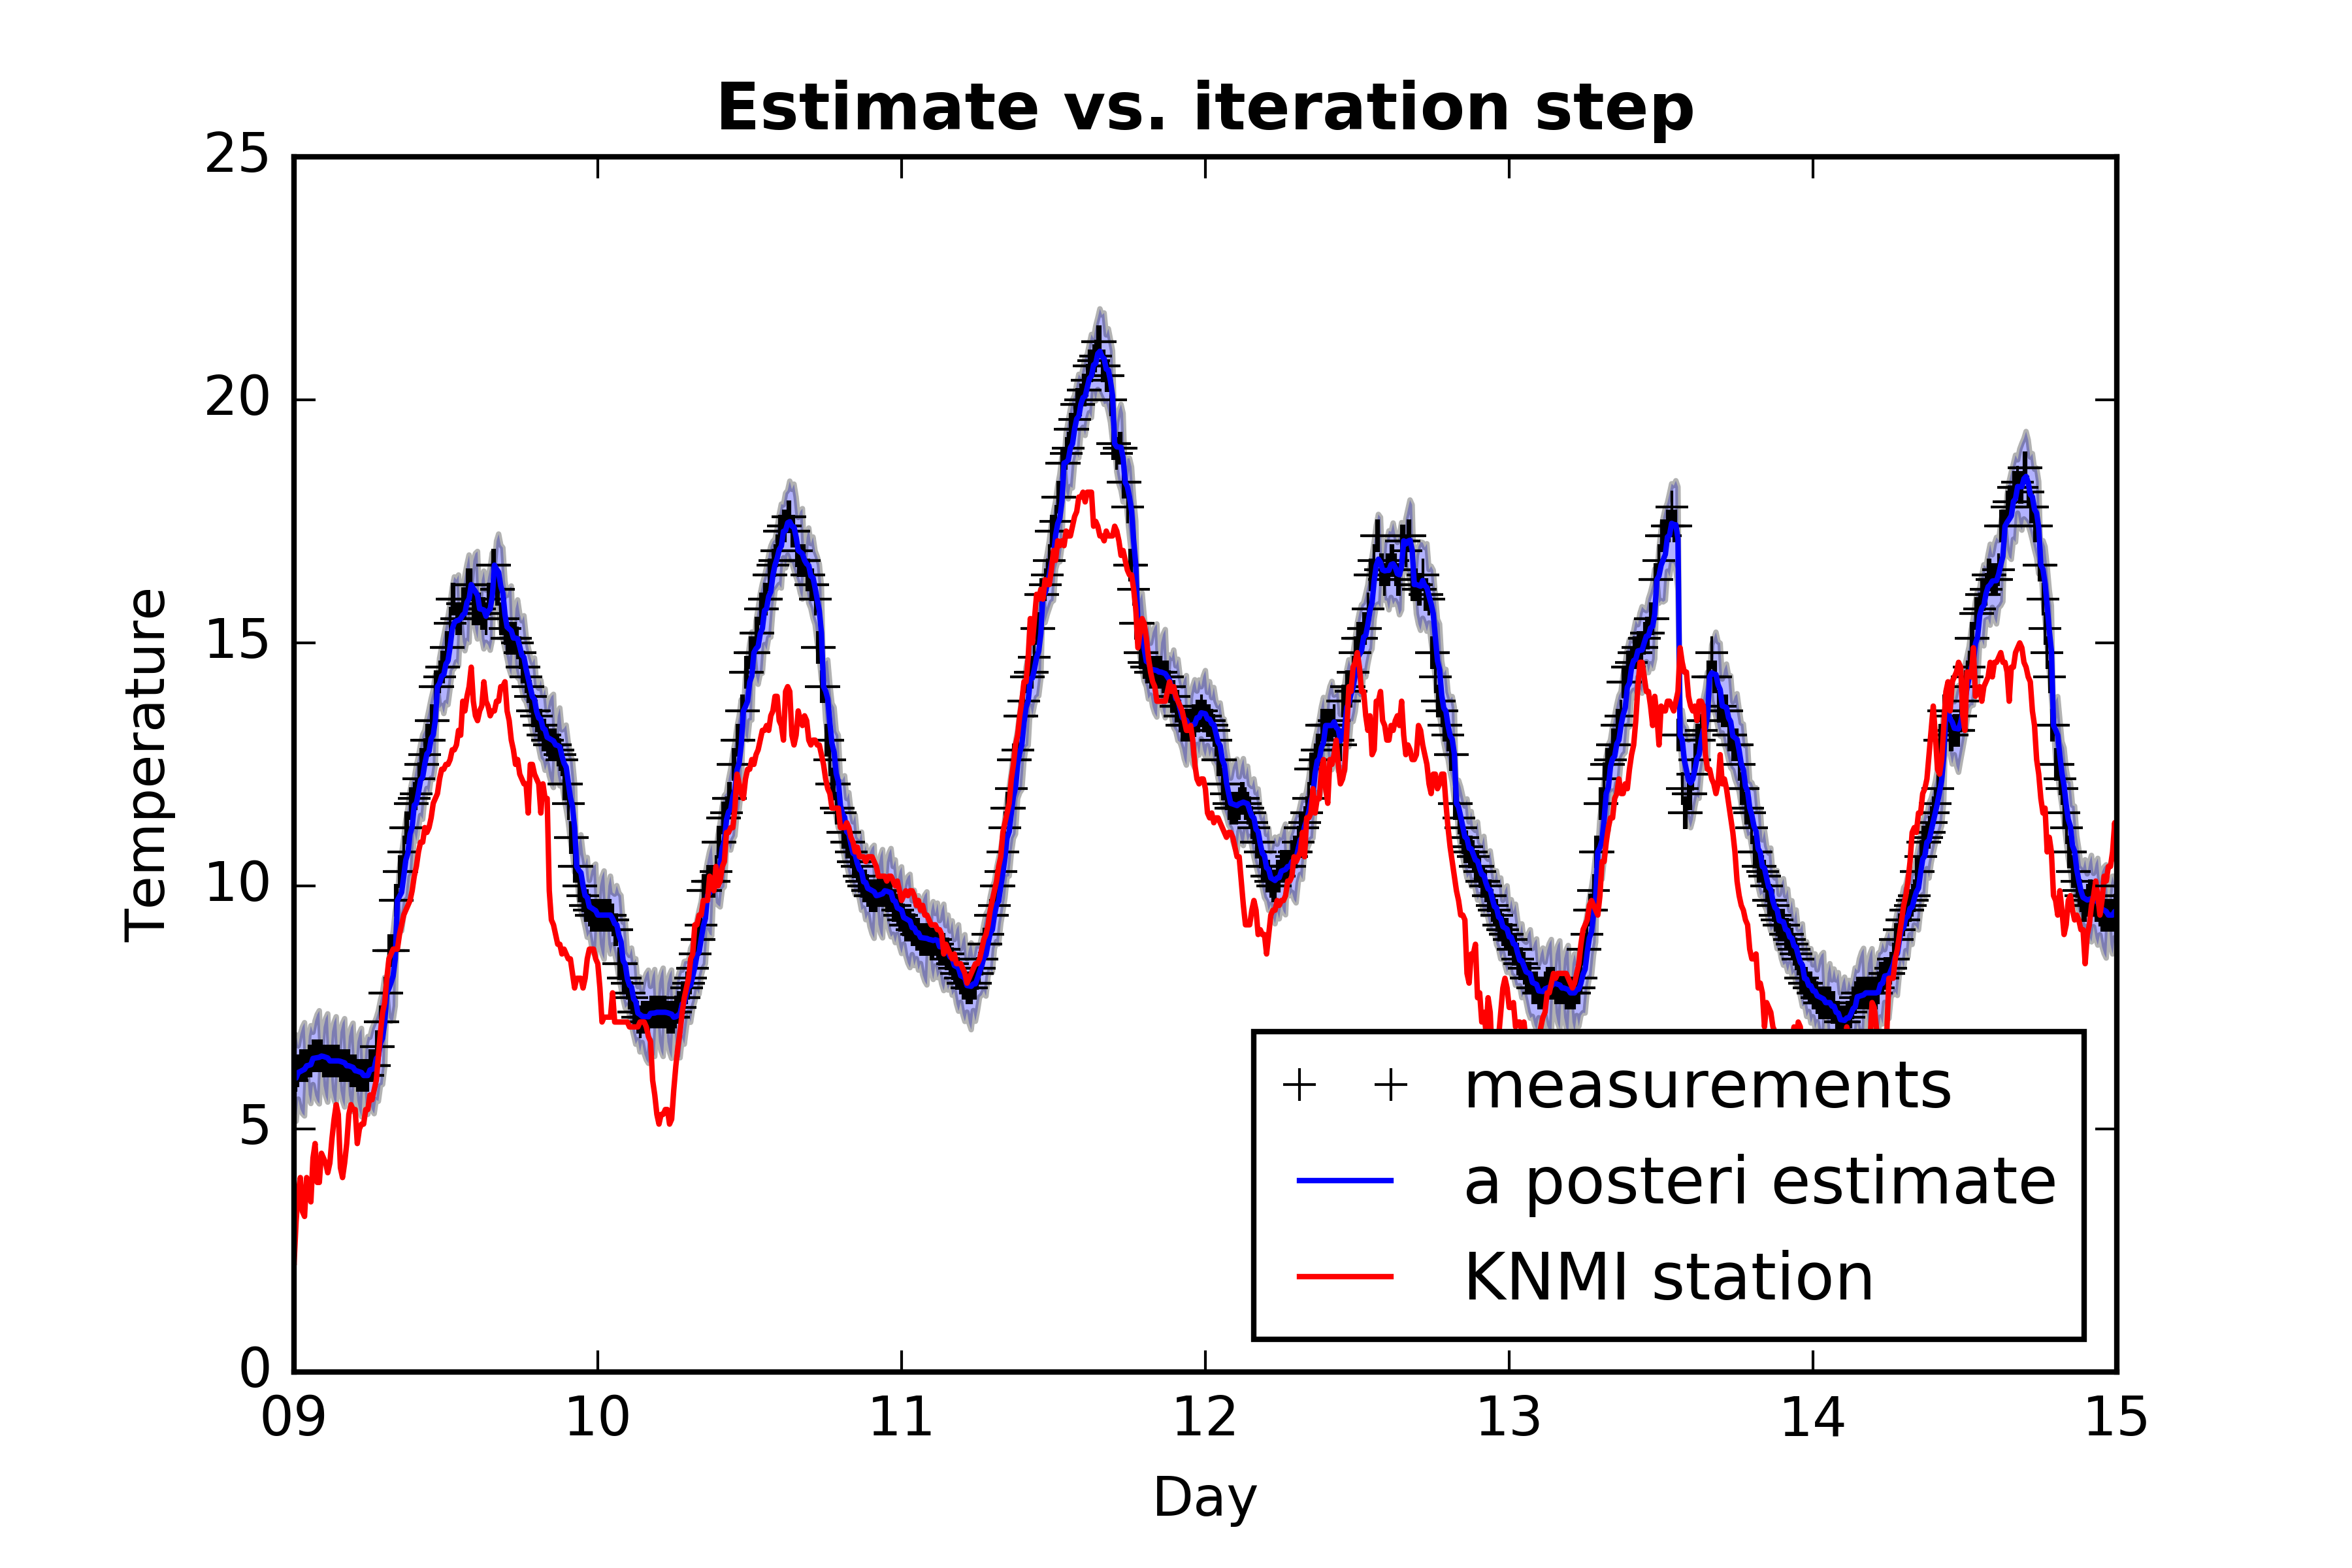 Estimate vs. iteration step
25
20
15
10
5
0
Temperature
measurements
a posteri estimate
KNMI station
09 10 11 12 13 14 15
Day